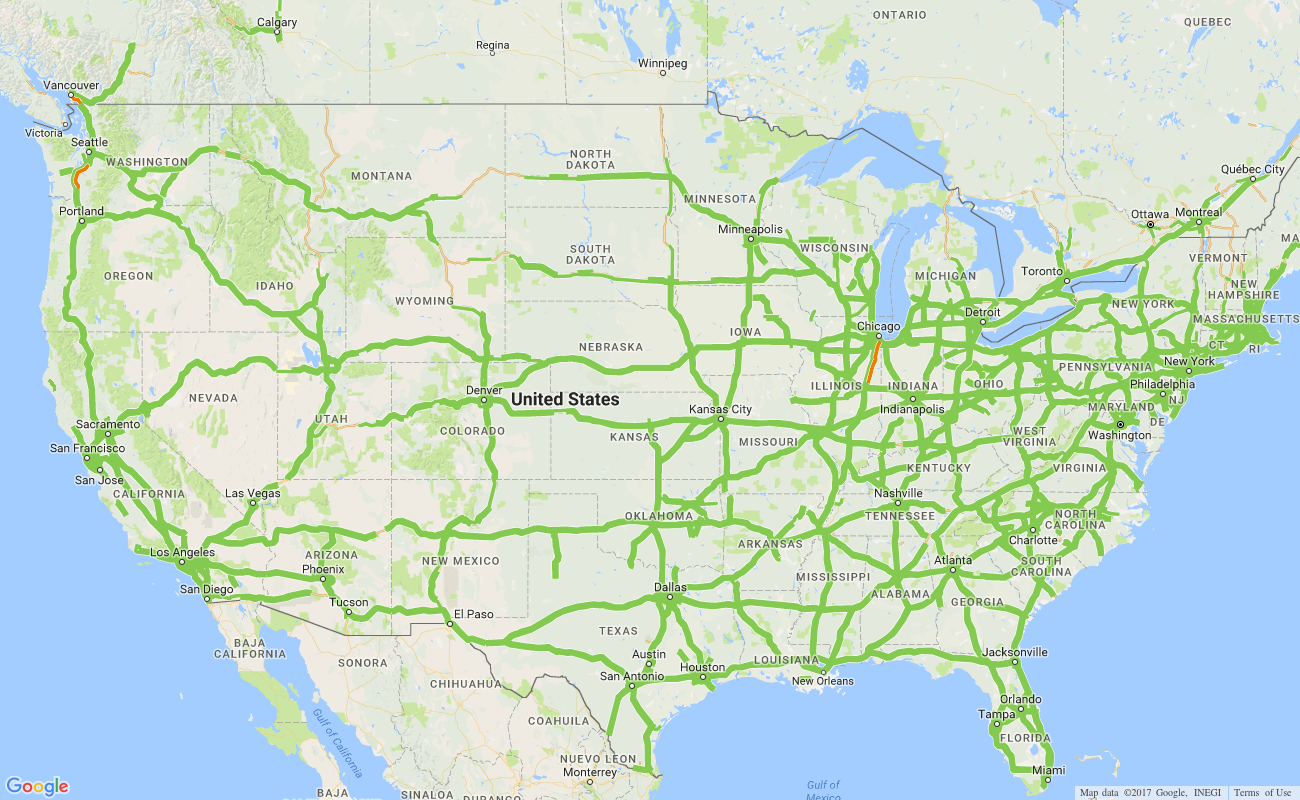 Calgary
ONTARIO
QUEBEC
Regina
Winnipeg
Vancouver
Victoria
Seattle
WASHINGTON
NORTH
DAKOTA
MONTANA
MINNESOTA
Québec City
Portland
Ottawa
Montreal
Minneapolis
WISCONSIN
MA
SOUTH
DAKOTA
VERMONT
OREGON
IDAHO
MICHIGAN
Toronto
WYOMING
NEW
HAMPSHIRE
NEW YORK
Detroit
MASSACHUSETTS
Chicago
IOWA
NEBRASKA
CT
RI
New York
PENNSYLVANIA
ILLINOIS
INDIANA
OHIO
Philadelphia
NEVADA
Denver
United States
NJ
Indianapolis
MARYLAND
Kansas City
UTAH
DE
Sacramento
COLORADO
KANSAS
MISSOURI
WEST
VIRGINIA
Washington
San Francisco
San Jose
KENTUCKY
VIRGINIA
CALIFORNIA
Las Vegas
Nashville
OKLAHOMA
TENNESSEE
NORTH
CAROLINA
Charlotte
Los Angeles
ARIZONA
NEW MEXICO
ARKANSAS
Atlanta
SOUTH
CAROLINA
Phoenix
MISSISSIPPI
San Diego
Dallas
ALABAMA
GEORGIA
Tucson
El Paso
TEXAS
BAJA
CALIFORNIA
SONORA
Austin
Houston
LOUISIANA
Jacksonville
San Antonio
New Orleans
CHIHUAHUA
Orlando
Tampa
COAHUILA
FLORIDA
Gulf of
California
NUEVO LEON
Monterrey
Miami
Gulf of
Mexico
BAJA
SINALOA
DURANGO
Google
Map data ©2017 Google, INEGI
Terms of Use